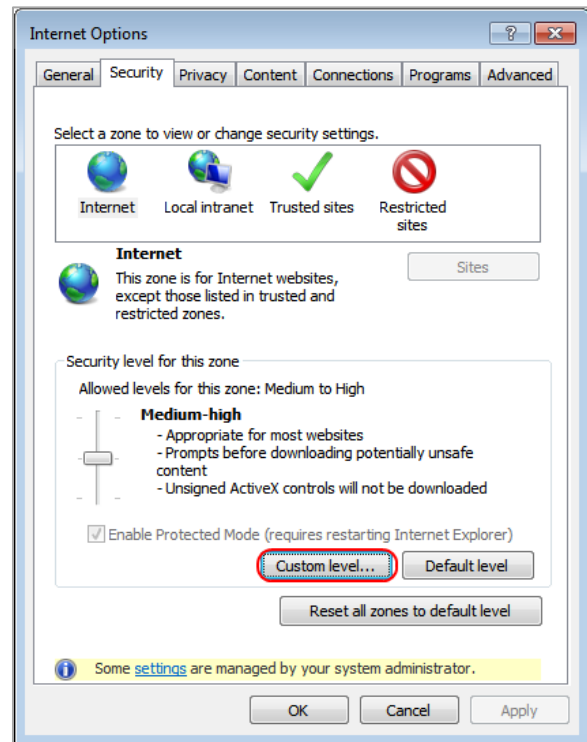 Internet Options
General Security Privacy Content Connections Programs Advanced
Select a zone to view or change security settings.
Internet Local intranet Trusted sites Restricted
sites
Internet
Sites
This zone is for Internet websites,
except those listed in trusted and
restricted zones.
Security level for this zone
Allowed levels for this zone: Medium to High
Medium-high
- Appropriate for most websites
- Prompts before downloading potentially unsafe
content
- Unsigned ActiveX controls will not be downloaded
Enable Protected Mode (requires restarting Internet Explorer)
Custom level... Default level
Reset all zones to default level
Some settings are managed by your system administrator.
OK Cancel Apply